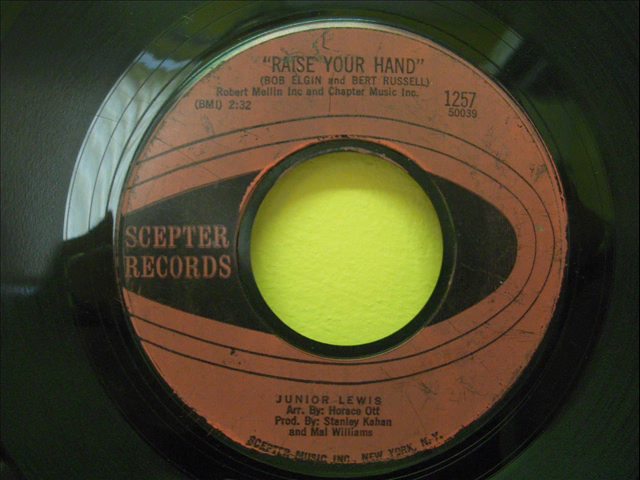 "RAISE YOUR HAND"
(BOB ELGIN and BERT RUSSELL)
Robert Mellin Inc and Chapter Music Inc.
(BMI) 2:32
1257
50039
SCEPTER
RECORDS
JUNIOR LEWIS
Arr. By: Horace Ott
Prod. By: Stanley Kahan
and Mal Williams
SCEPTER MUSIC INC., NEW YORK, N.Y.